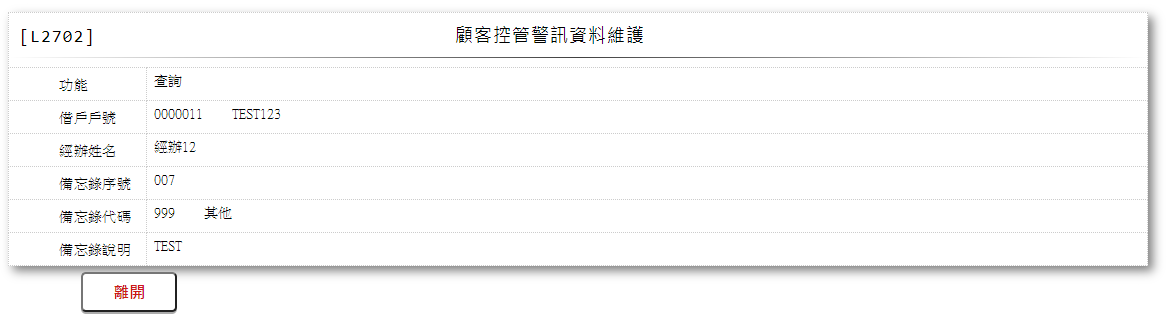 [L2702] 顧客控管警訊資料維護
功能 查詢
借戶戶號 0000011 TEST123
經辦姓名 經辦12
備忘錄序號 007
備忘錄代碼 999 其他
備忘錄說明 TEST
離開